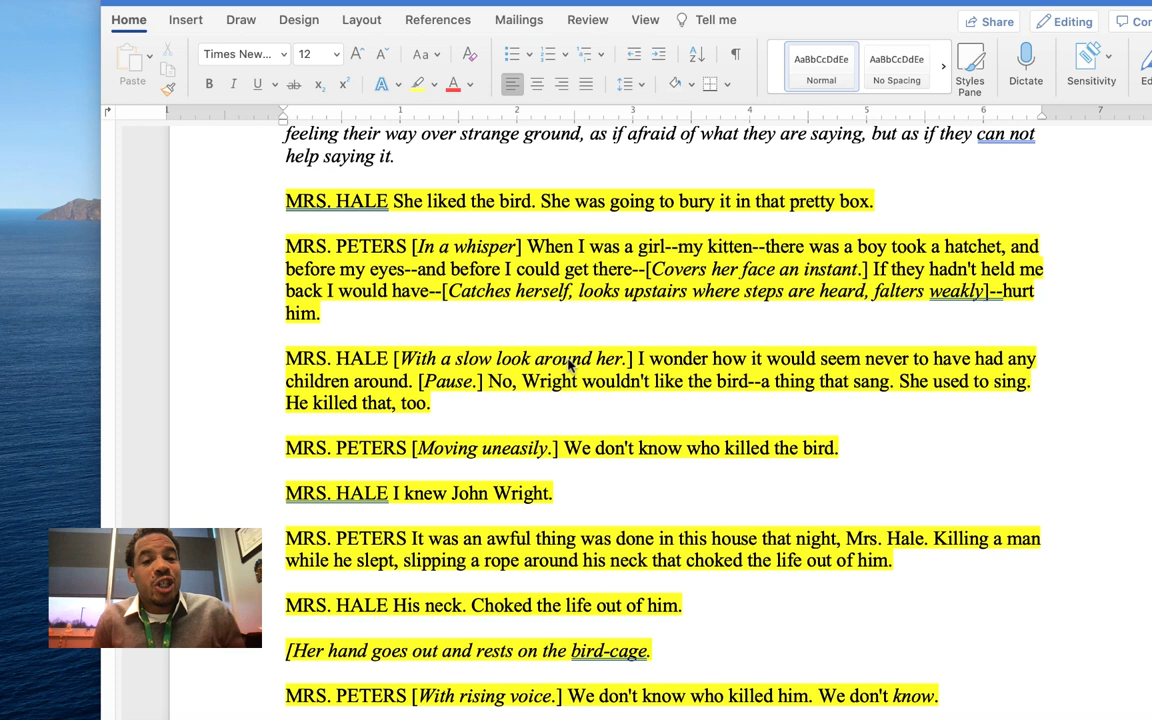 Home Insert Draw Design Layout References Mailings Review View Tell me
Share Editing
Paste
Times New... 12 Aa
AaBbCcDdEe AaBbCcDdEe
Normal No Spacing
Styles Pane
Dictate
Sensitivity
1 2 3 4 5 6 7
feeling their way over strange ground, as if afraid of what they are saying, but as if they can not
help saying it.
MRS. HALE She liked the bird. She was going to bury it in that pretty box.
MRS. PETERS [In a whisper] When I was a girl--my kitten--there was a boy took a hatchet, and
before my eyes--and before I could get there--[Covers her face an instant.] If they hadn't held me
back I would have--[Catches herself, looks upstairs where steps are heard, falters weakly]--hurt
him.
MRS. HALE [With a slow look around her.] I wonder how it would seem never to have had any
children around. [Pause.] No, Wright wouldn't like the bird--a thing that sang. She used to sing.
He killed that, too.
MRS. PETERS [Moving uneasily.] We don't know who killed the bird.
MRS. HALE I knew John Wright.
MRS. PETERS It was an awful thing was done in this house that night, Mrs. Hale. Killing a man
while he slept, slipping a rope around his neck that choked the life out of him.
MRS. HALE His neck. Choked the life out of him.
[Her hand goes out and rests on the bird-cage.
MRS. PETERS [With rising voice.] We don't know who killed him. We don't know.